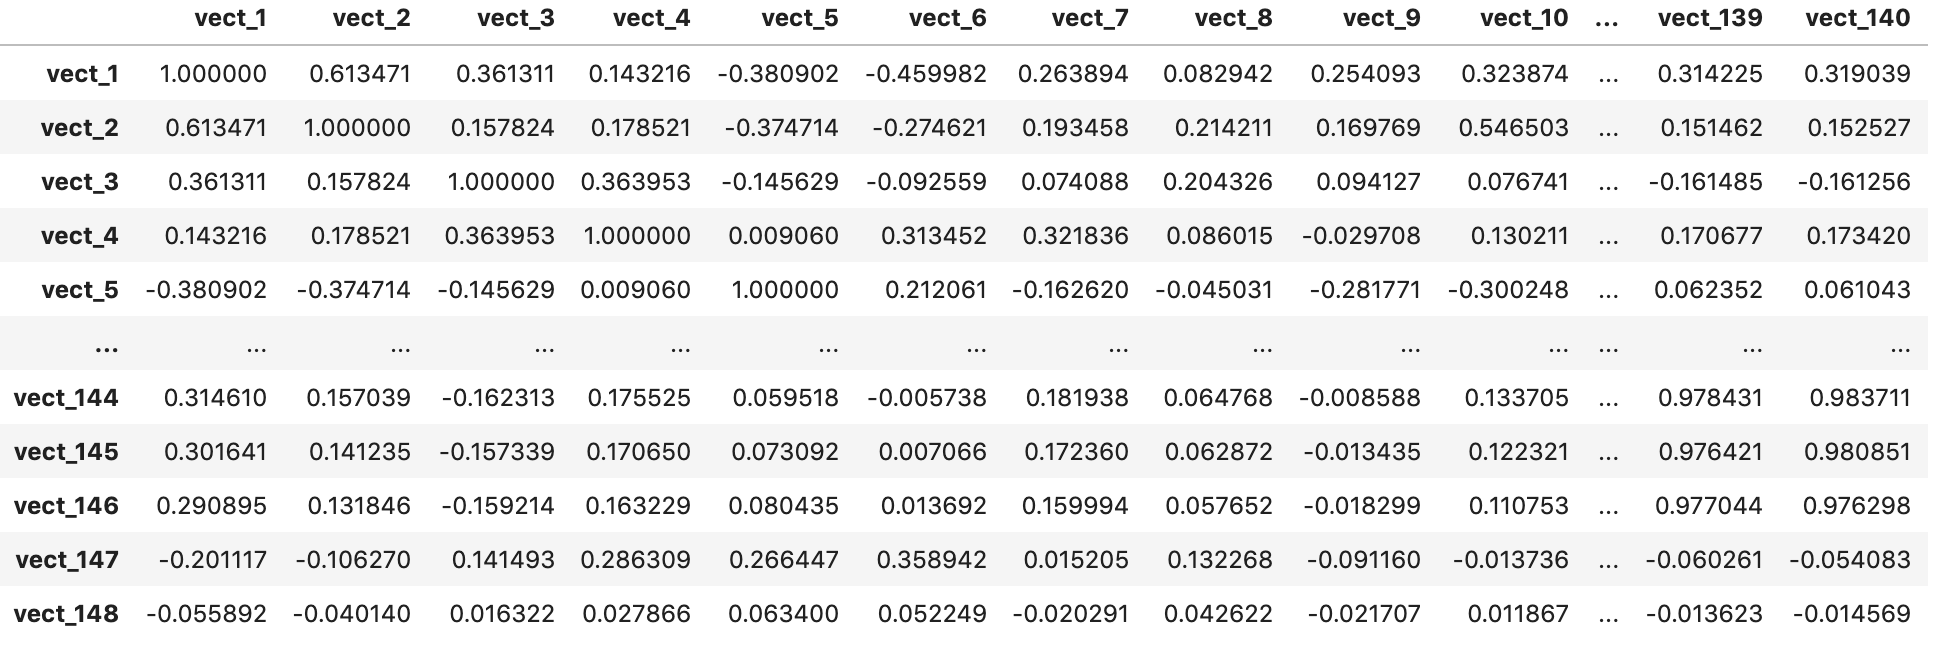 vect_1 vect_2 vect_3 vect_4 vect_5 vect_6 vect_7 vect_8 vect_9 vect_10 ... vect_139 vect_140
vect_1 1.000000 0.613471 0.361311 0.143216 -0.380902 -0.459982 0.263894 0.082942 0.254093 0.323874 ... 0.314225 0.319039
vect_2 0.613471 1.000000 0.157824 0.178521 -0.374714 -0.274621 0.193458 0.214211 0.169769 0.546503 ... 0.151462 0.152527
vect_3 0.361311 0.157824 1.000000 0.363953 -0.145629 -0.092559 0.074088 0.204326 0.094127 0.076741 ... -0.161485 -0.161256
vect_4 0.143216 0.178521 0.363953 1.000000 0.009060 0.313452 0.321836 0.086015 -0.029708 0.130211 ... 0.170677 0.173420
vect_5 -0.380902 -0.374714 -0.145629 0.009060 1.000000 0.212061 -0.162620 -0.045031 -0.281771 -0.300248 ... 0.062352 0.061043
... ... ... ... ... ... ... ... ... ... ... ... ... ...
vect_144 0.314610 0.157039 -0.162313 0.175525 0.059518 -0.005738 0.181938 0.064768 -0.008588 0.133705 ... 0.978431 0.983711
vect_145 0.301641 0.141235 -0.157339 0.170650 0.073092 0.007066 0.172360 0.062872 -0.013435 0.122321 ... 0.976421 0.980851
vect_146 0.290895 0.131846 -0.159214 0.163229 0.080435 0.013692 0.159994 0.057652 -0.018299 0.110753 ... 0.977044 0.976298
vect_147 -0.201117 -0.106270 0.141493 0.286309 0.266447 0.358942 0.015205 0.132268 -0.091160 -0.013736 ... -0.060261 -0.054083
vect_148 -0.055892 -0.040140 0.016322 0.027866 0.063400 0.052249 -0.020291 0.042622 -0.021707 0.011867 ... -0.013623 -0.014569